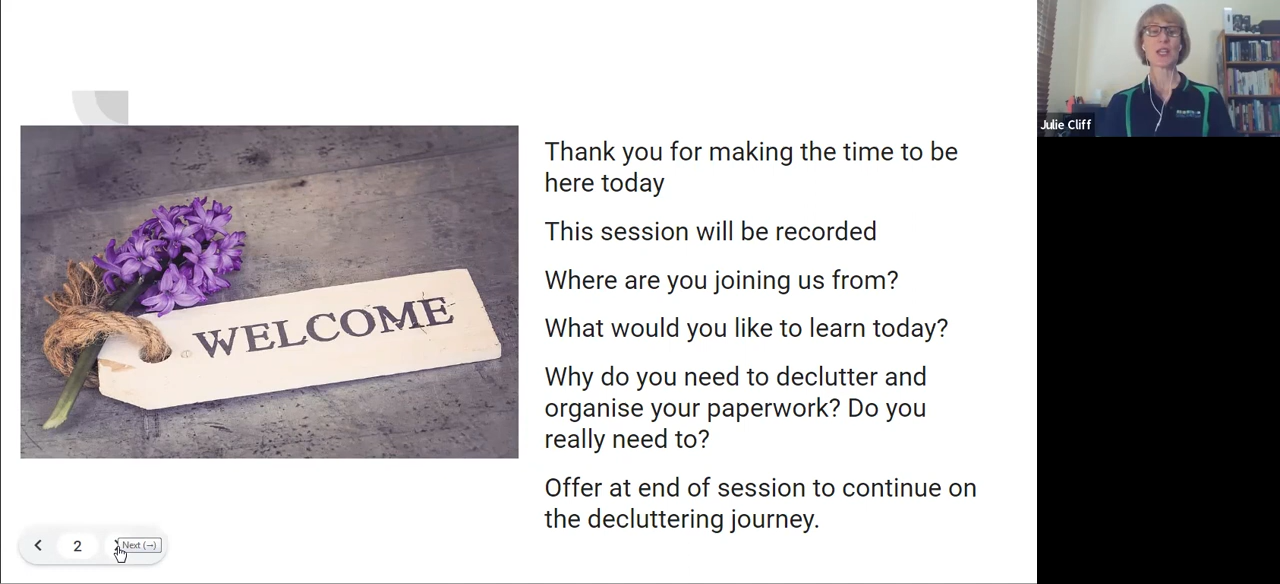 Thank you for making the time to be
here today
This session will be recorded
Where are you joining us from?
What would you like to learn today?
Why do you need to declutter and
organise your paperwork? Do you
really need to?
Offer at end of session to continue on
the decluttering journey.
WELCOME
Julie Cliff
2
Next (→)